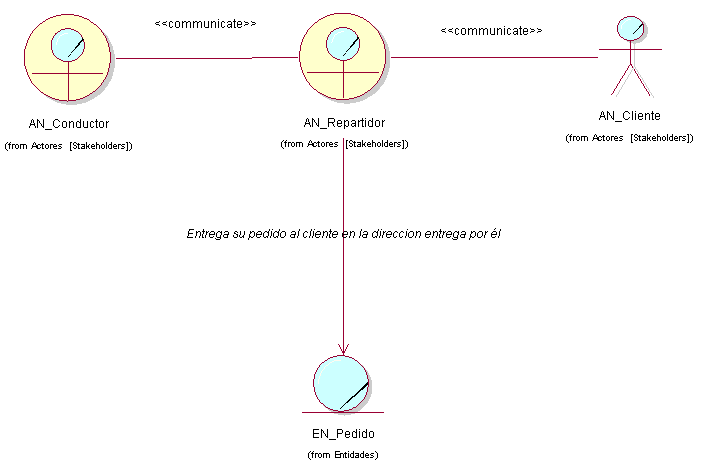 <<communicate>>
<<communicate>>
AN_Conductor
(from Actores [Stakeholders])
AN_Repartidor
(from Actores [Stakeholders])
AN_Cliente
(from Actores [Stakeholders])
Entrega su pedido al cliente en la direccion entrega por él
EN_Pedido
(from Entidades)